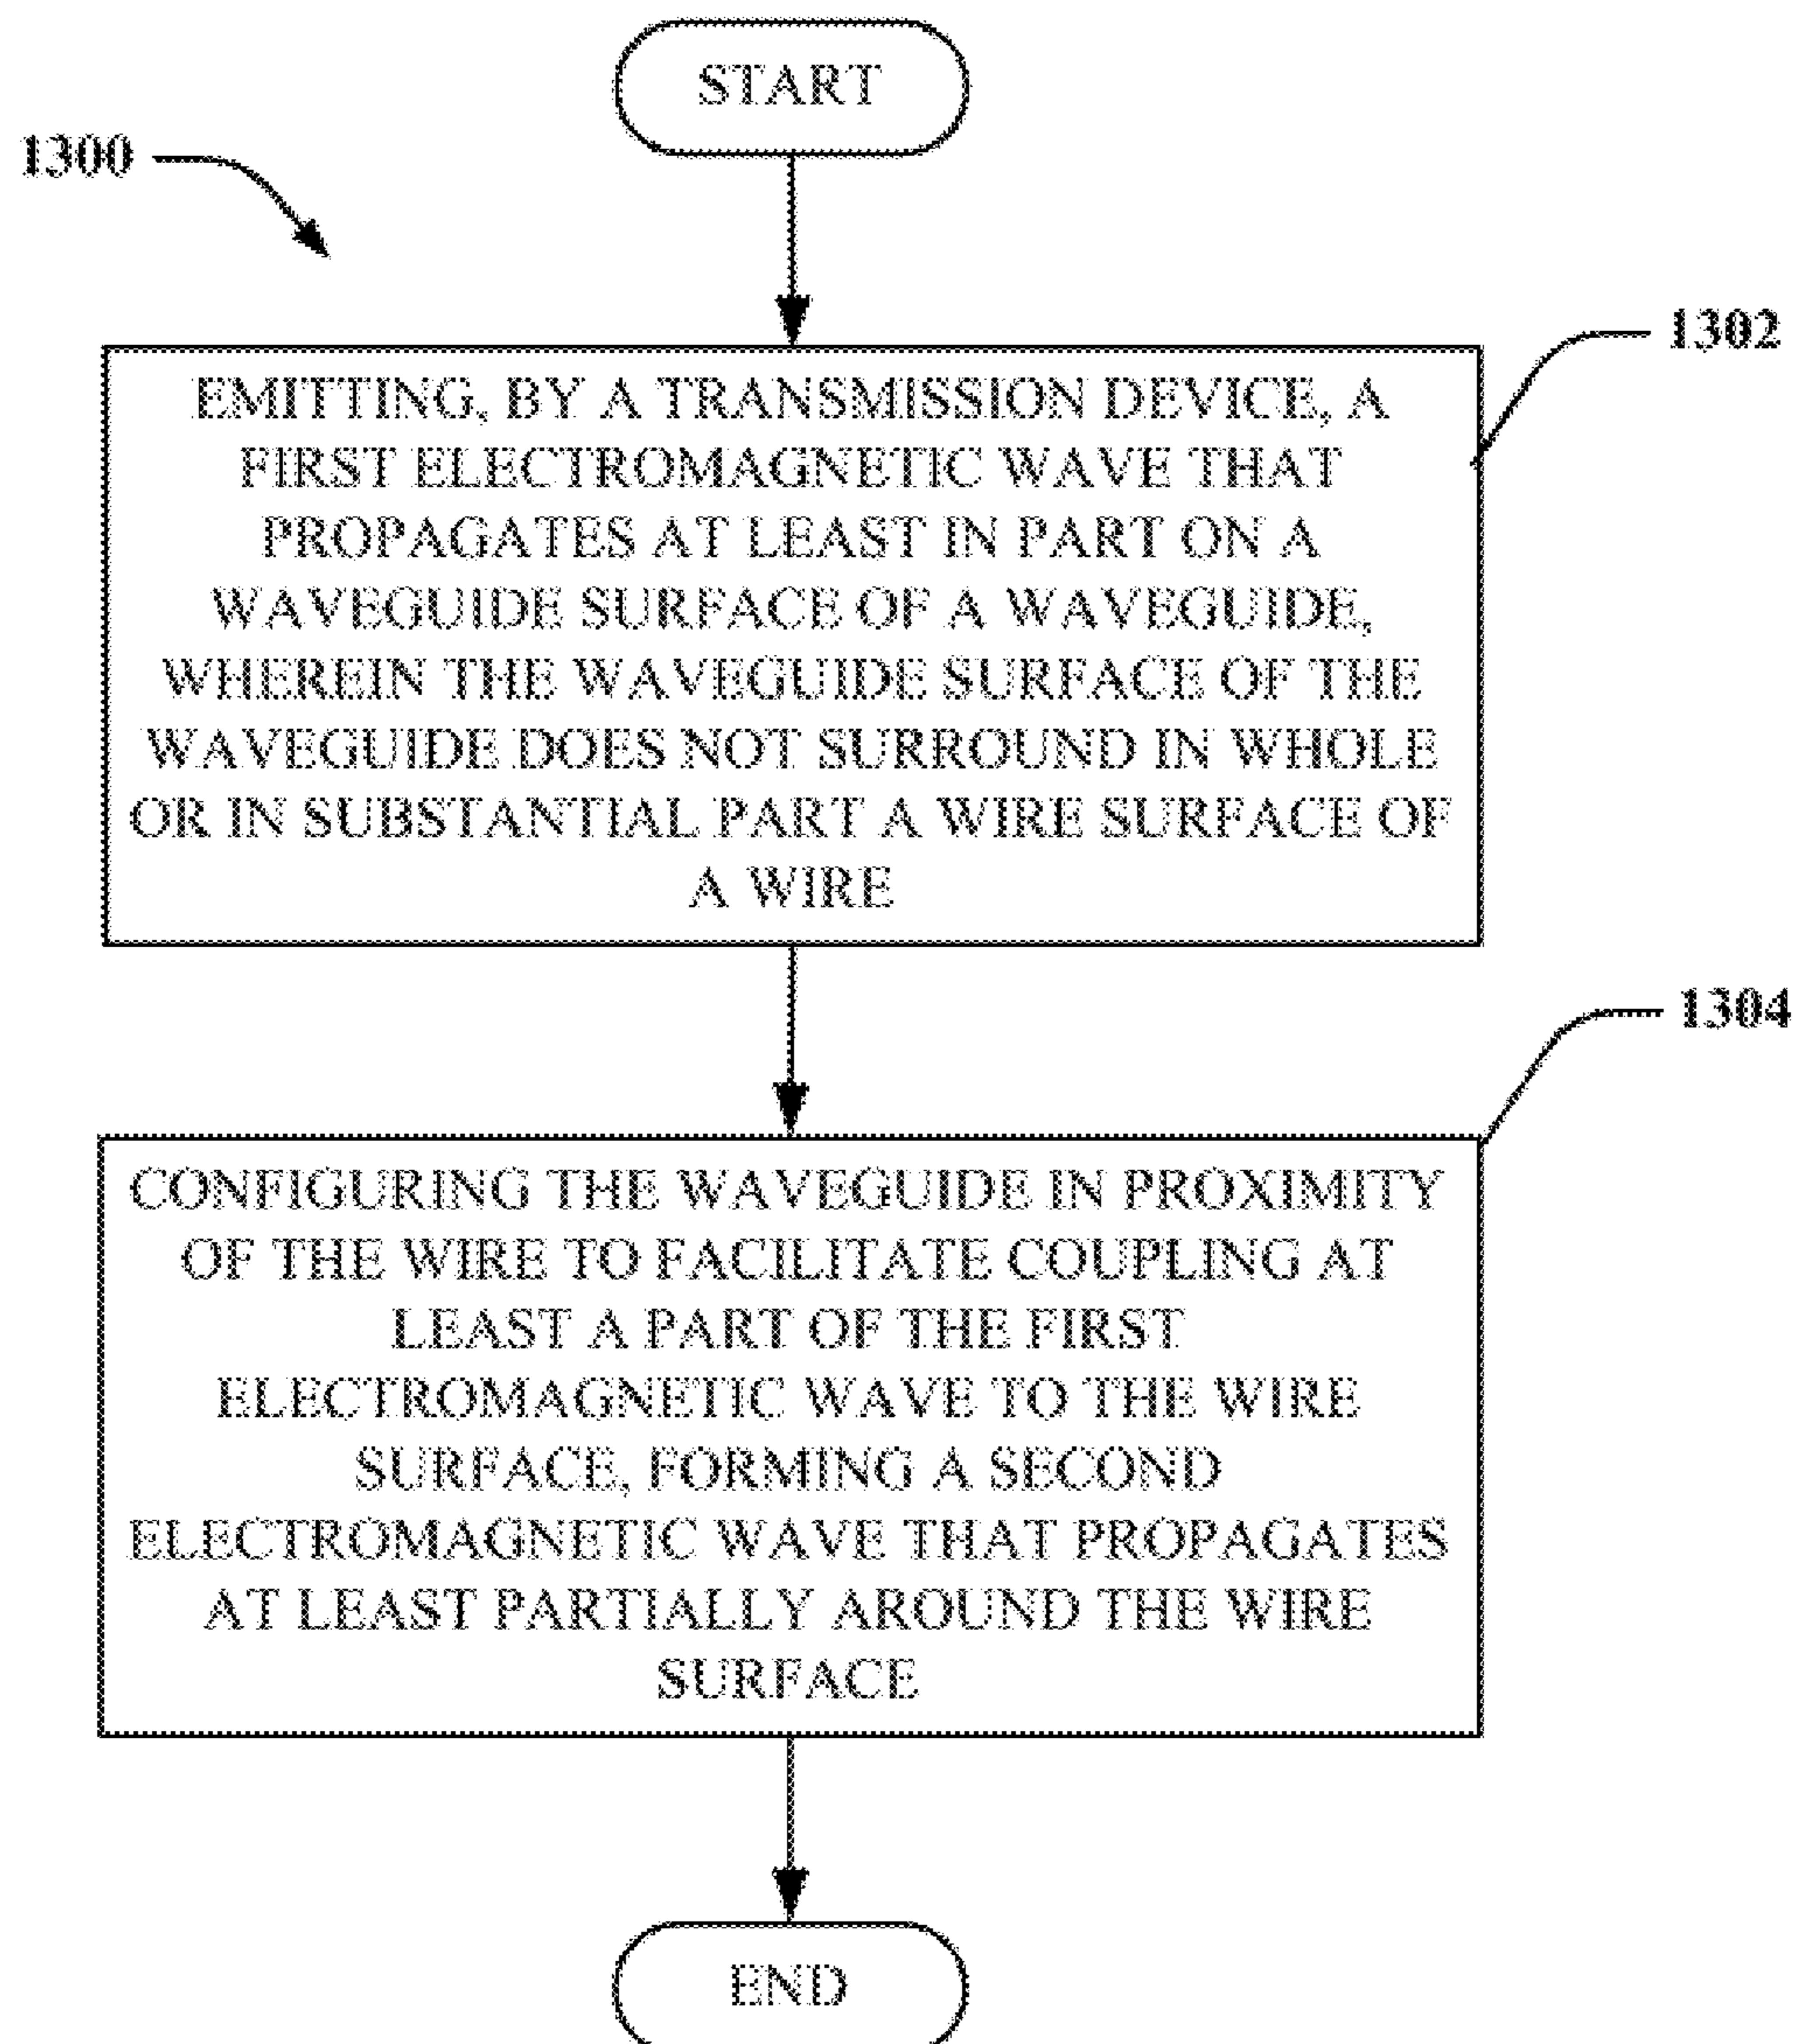 START
1300
1302
EMITTING, BY A TRANSMISSION DEVICE, A
FIRST ELECTROMAGNETIC WAVE THAT
PROPAGATES AT LEAST IN PART ON A
WAVEGUIDE SURFACE OF A WAVEGUIDE,
WHEREIN THE WAVEGUIDE SURFACE OF THE
WAVEGUIDE DOES NOT SURROUND IN WHOLE
OR IN SUBSTANTIAL PART A WIRE SURFACE OF
A WIRE
1304
CONFIGURING THE WAVEGUIDE IN PROXIMITY
OF THE WIRE TO FACILITATE COUPLING AT
LEAST A PART OF THE FIRST
ELECTROMAGNETIC WAVE TO THE WIRE
SURFACE, FORMING A SECOND
ELECTROMAGNETIC WAVE THAT PROPAGATES
AT LEAST PARTIALLY AROUND THE WIRE
SURFACE
END